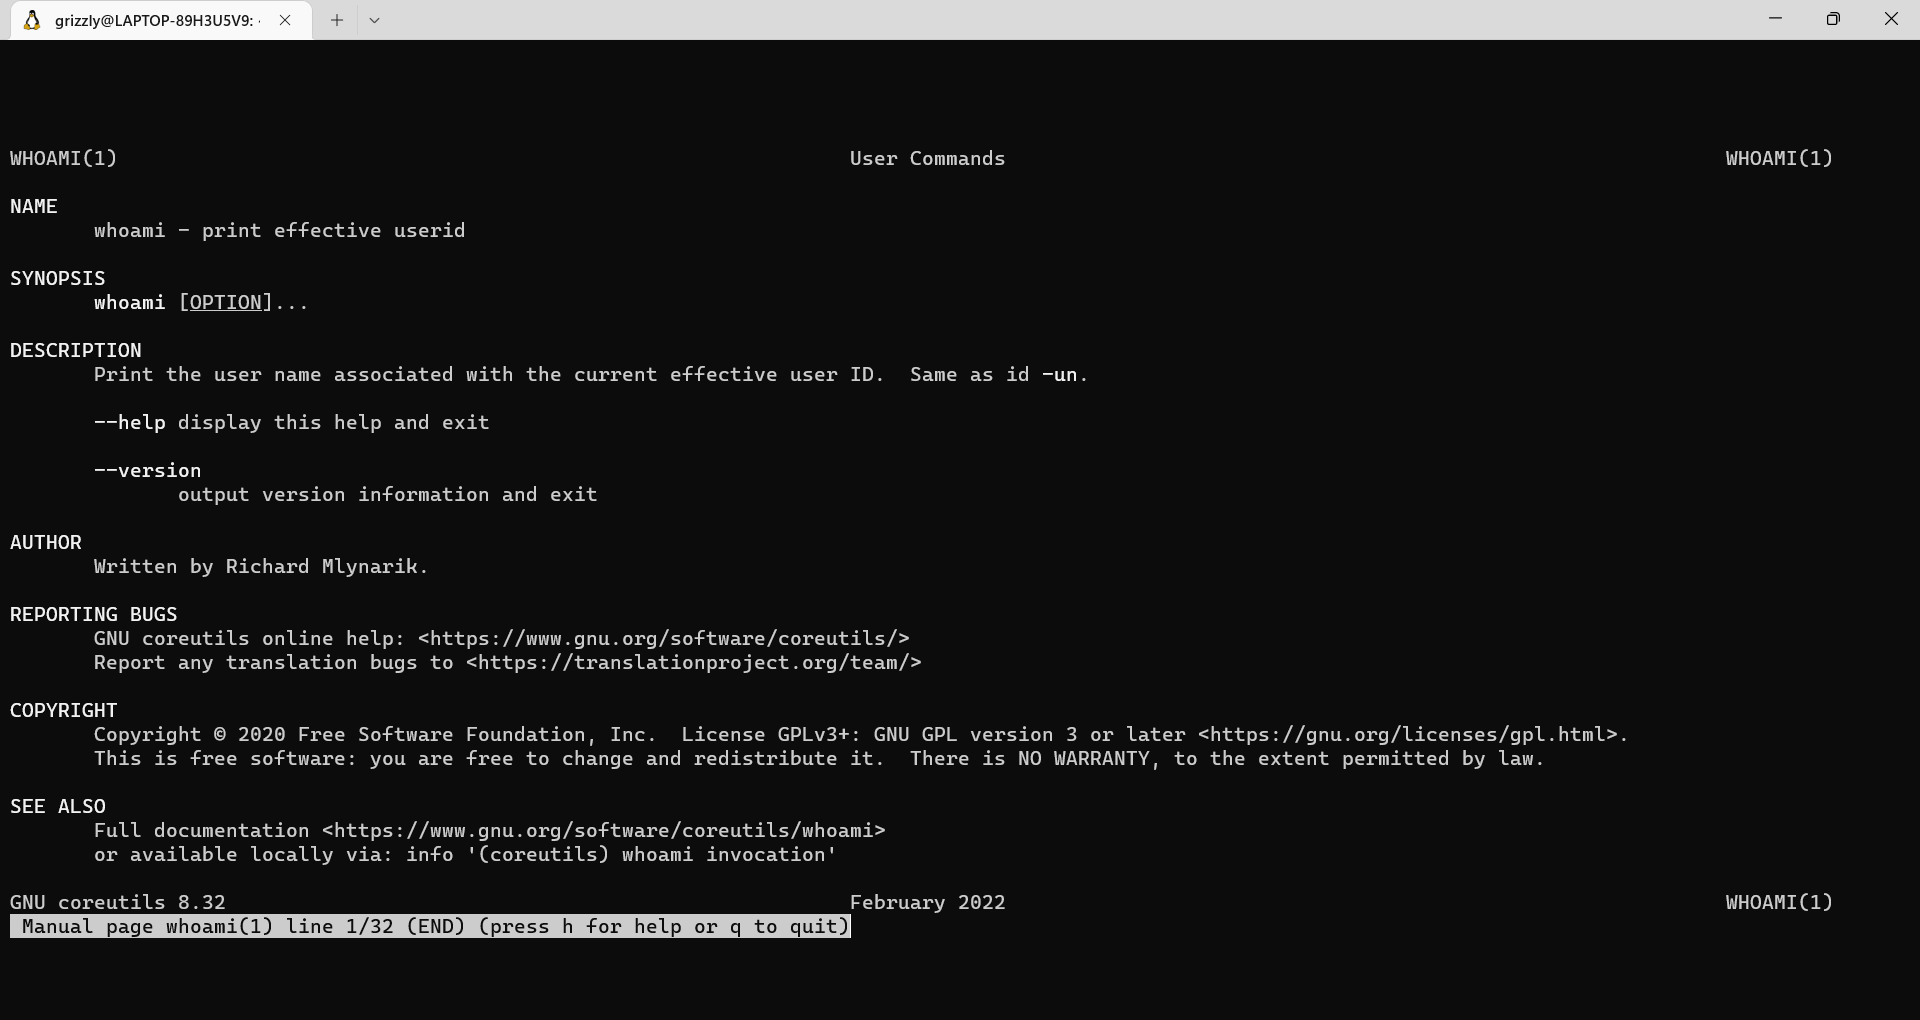 grizzly@LAPTOP-89H3U5V9: ·
WHOAMI(1) User Commands WHOAMI(1)
NAME
whoami - print effective userid
SYNOPSIS
whoami [OPTION]...
DESCRIPTION
Print the user name associated with the current effective user ID.  Same as id -un.
--help display this help and exit
--version
output version information and exit
AUTHOR
Written by Richard Mlynarik.
REPORTING BUGS
GNU coreutils online help: <https://www.gnu.org/software/coreutils/>
Report any translation bugs to <https://translationproject.org/team/>
COPYRIGHT
Copyright © 2020 Free Software Foundation, Inc.  License GPLv3+: GNU GPL version 3 or later <https://gnu.org/licenses/gpl.html>.
This is free software: you are free to change and redistribute it.  There is NO WARRANTY, to the extent permitted by law.
SEE ALSO
Full documentation <https://www.gnu.org/software/coreutils/whoami>
or available locally via: info '(coreutils) whoami invocation'
GNU coreutils 8.32 February 2022 WHOAMI(1)
Manual page whoami(1) line 1/32 (END) (press h for help or q to quit)